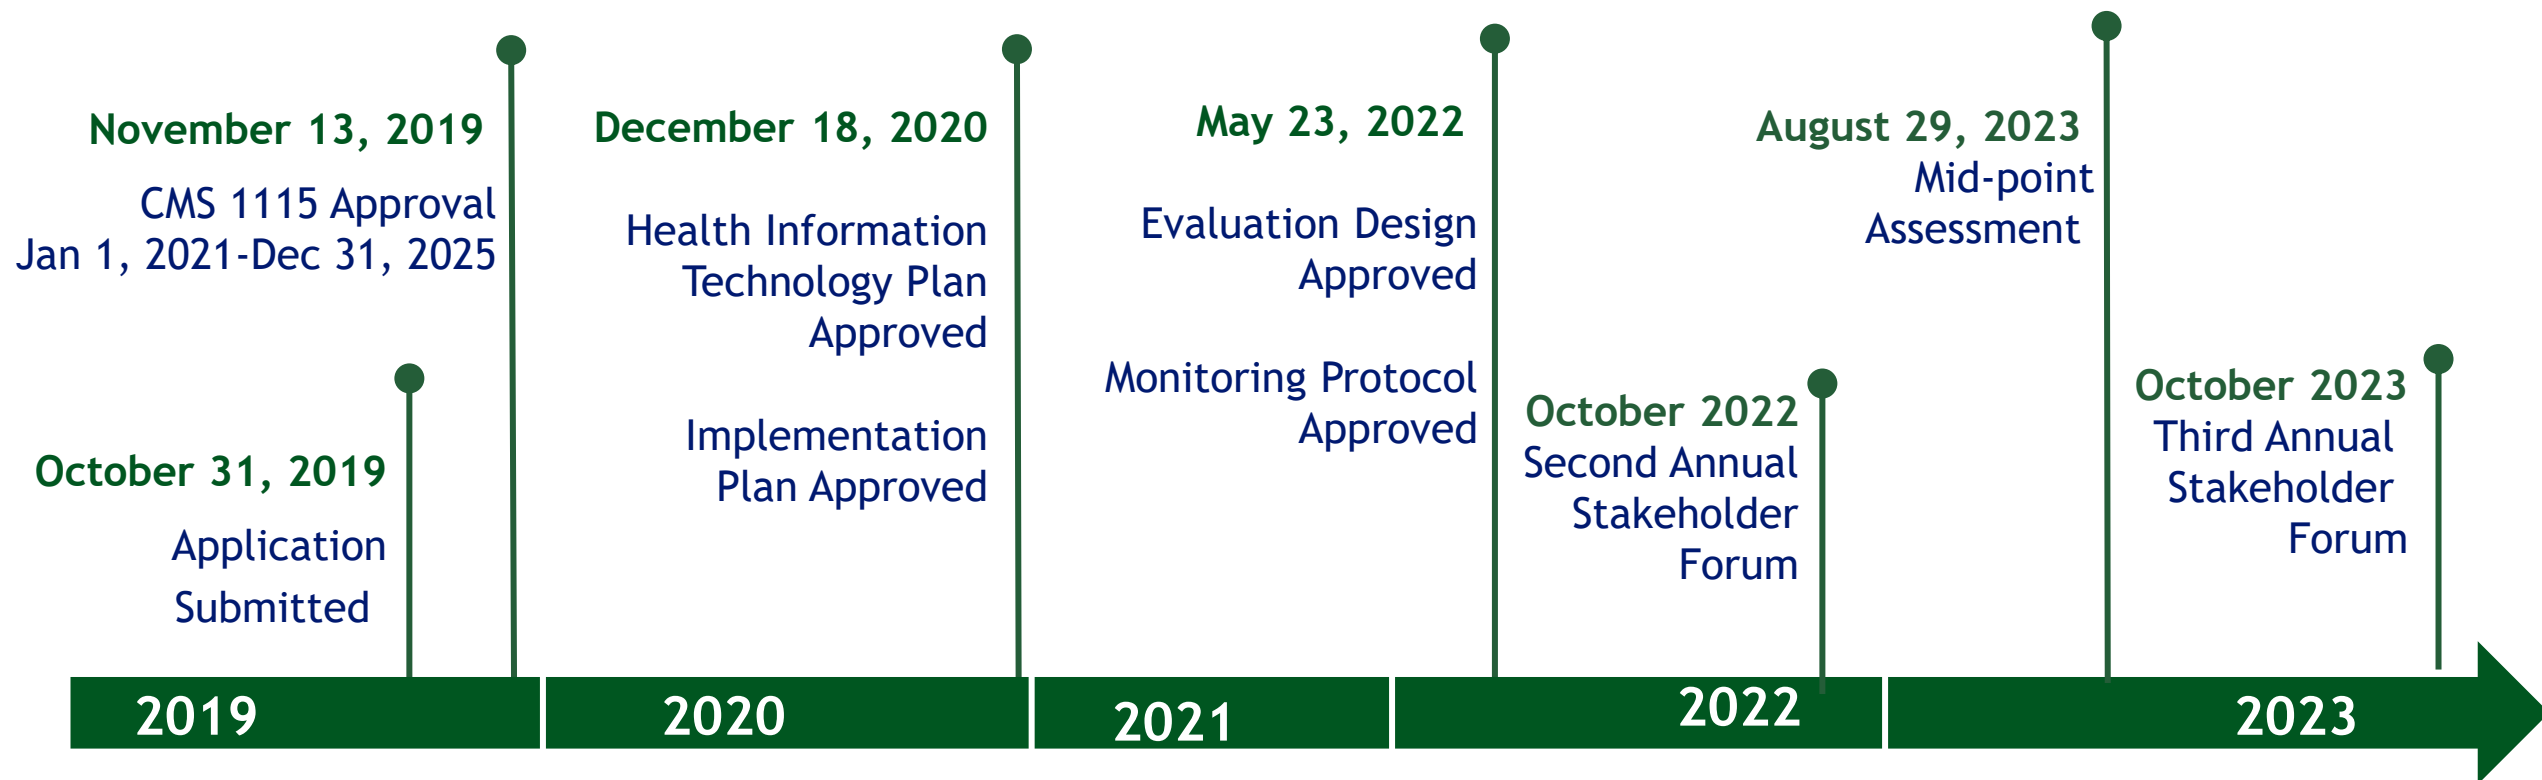 November 13, 2019
CMS 1115 Approval
Jan 1, 2021-Dec 31, 2025
October 31, 2019
Application
Submitted
December 18, 2020
Health Information
Technology Plan
Approved
Implementation
Plan Approved
May 23, 2022
Evaluation Design
Approved
Monitoring Protocol
Approved
October 2022
Second Annual
Stakeholder
Forum
August 29, 2023
Mid-point
Assessment
October 2023
Third Annual
Stakeholder
Forum
2019
2020
2021
2022
2023